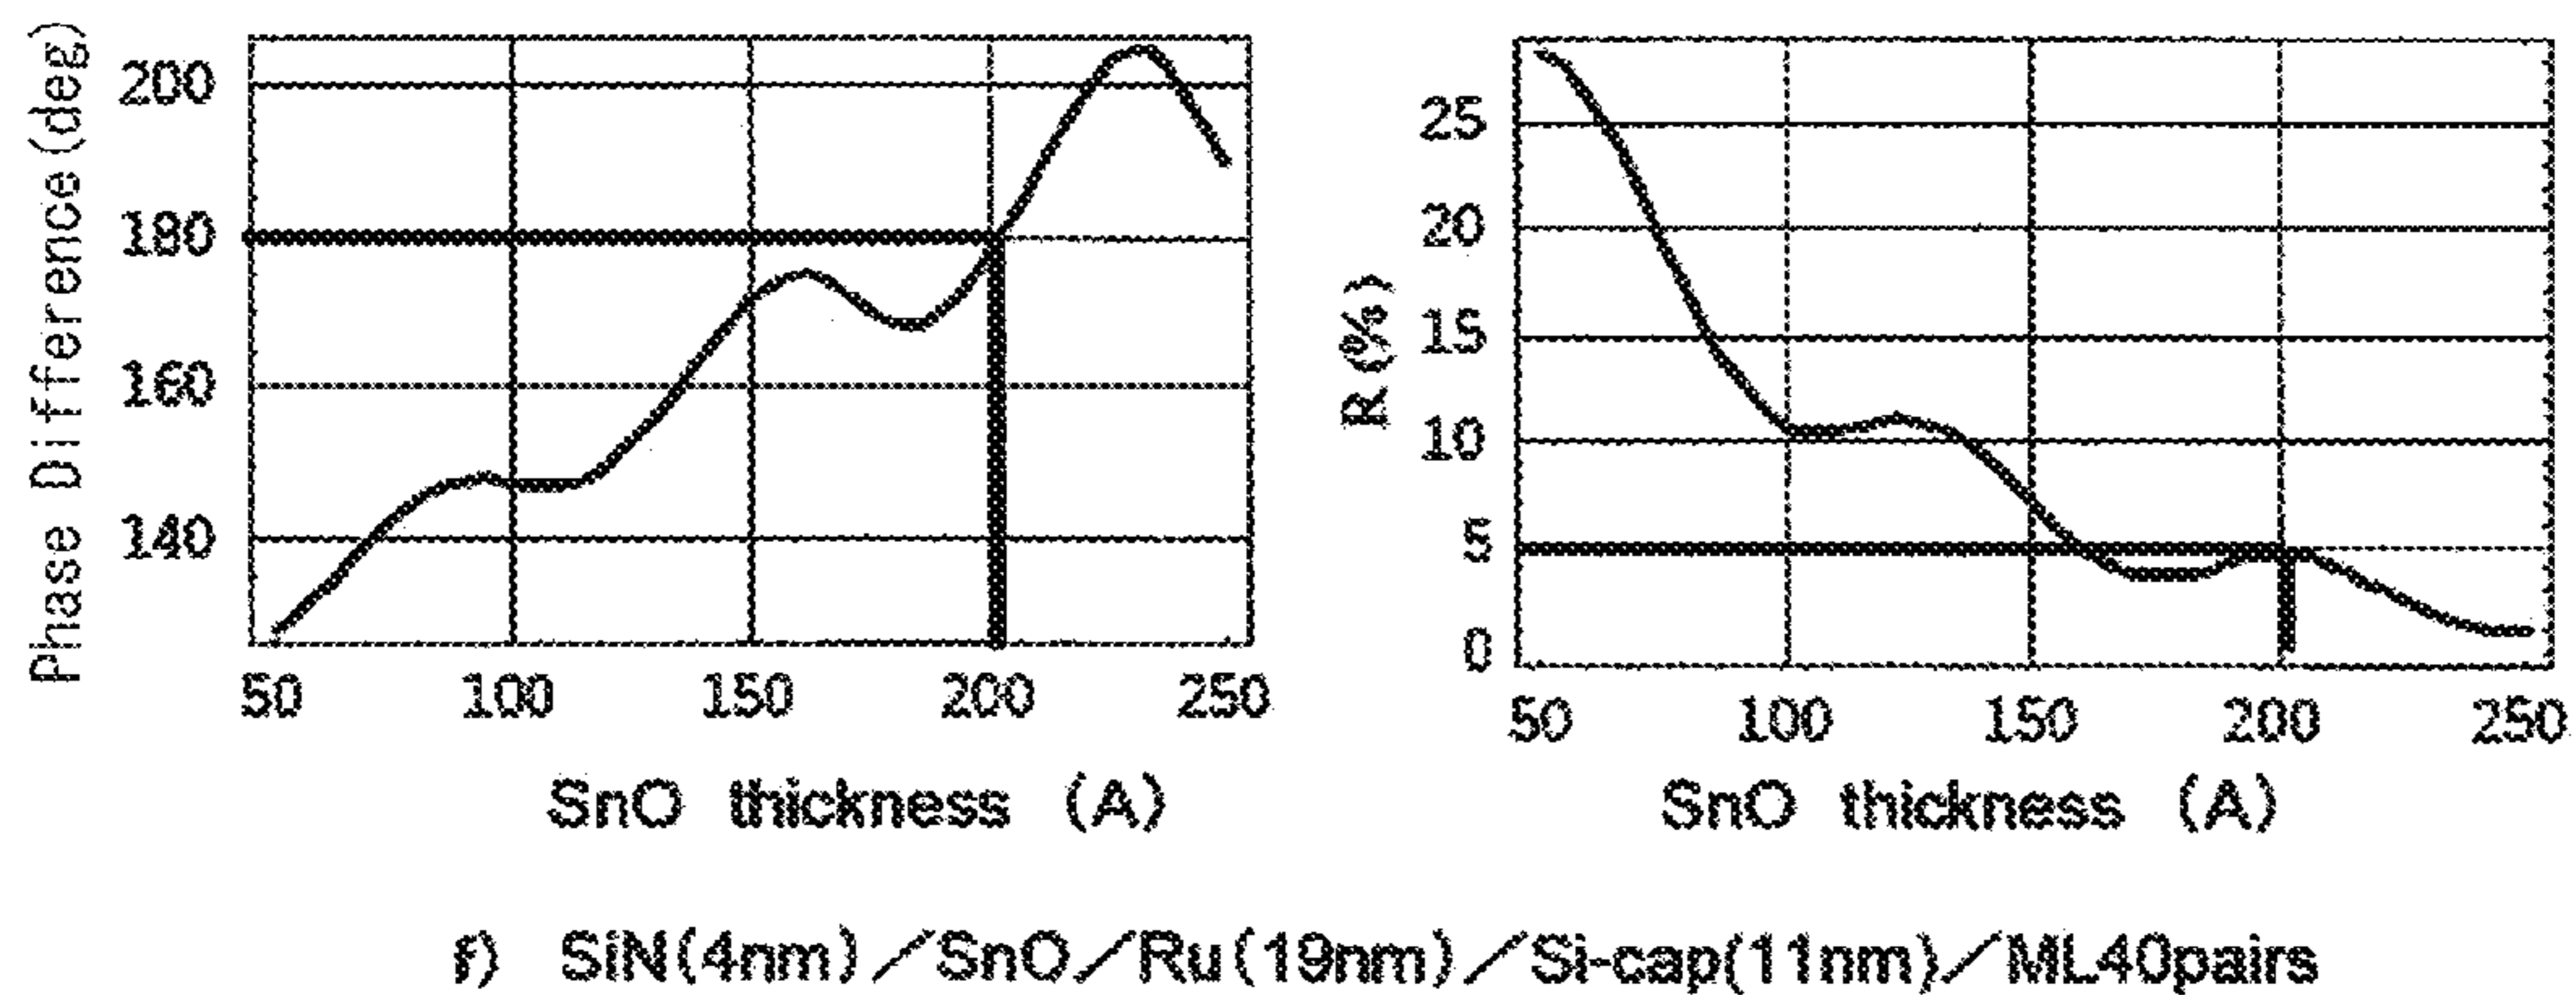 Phase Difference(deg)
200
180
160
140
50 100 150 200 250
SnO thickness (A)
R(%)
25
20
15
10
5
0
50 100 150 200 250
SnO thickness (A)
f) SiN(4nm)/SnO/Ru(19nm)/Si-cap(11nm)/ML40pairs